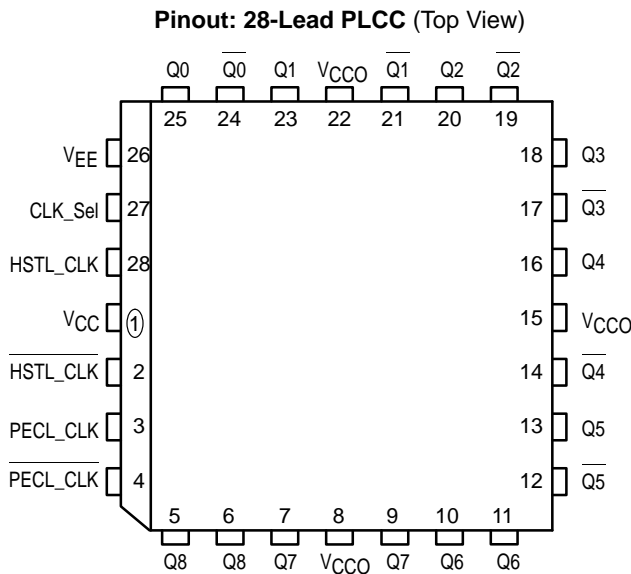 Pinout: 28-Lead PLCC (Top View)
Q0 Q0 Q1 VCCO Q1 Q2 Q2
25 24 23 22 21 20 19
VEE 26 18 Q3
CLK_Sel 27 17 Q3
HSTL_CLK 28 16 Q4
VCC 1 15 VCCO
HSTL_CLK 2 14 Q4
PECL_CLK 3 13 Q5
PECL_CLK 4 12 Q5
5 6 7 8 9 10 11
Q8 Q8 Q7 VCCO Q7 Q6 Q6